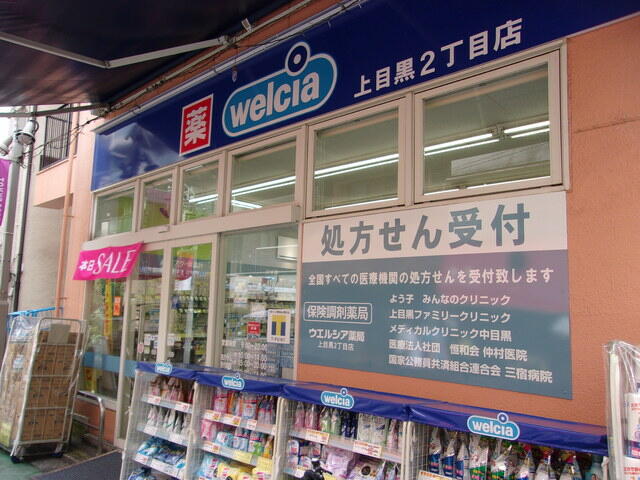 薬
welcia
上目黒2丁目店
本日SALE
処方せん受付
全国すべての医療機関の処方せんを受付致します
保険調剤薬局
ウエルシア薬局
上目黒2丁目店
よう子 みんなのクリニック
上目黒ファミリークリニック
メディカルクリニック中目黒
医療法人社団 恒和会 仲村医院
国家公務員共済組合連合会 三宿病院
welcia
welcia
welcia
welcia